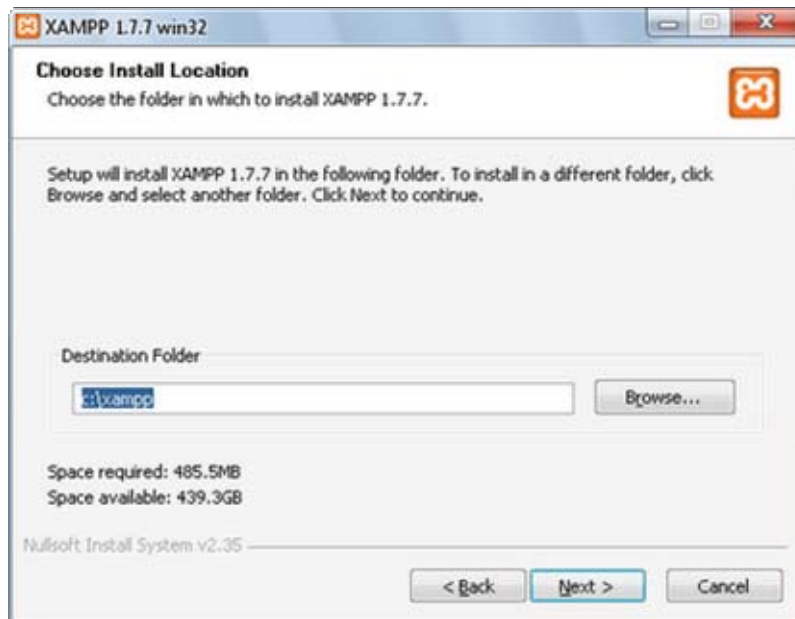 XAMPP 1.7.7 win32
Choose Install Location
Choose the folder in which to install XAMPP 1.7.7.
Setup will install XAMPP 1.7.7 in the following folder. To install in a different folder, click
Browse and select another folder. Click Next to continue.
Destination Folder
c:\xampp
Browse...
Space required: 485.5MB
Space available: 439.3GB
Nullsoft Install System v2.35
< Back Next > Cancel